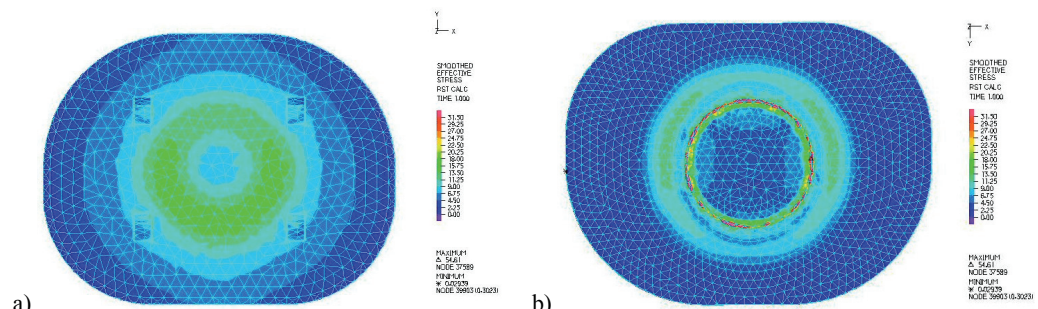 Y
Z X
SMOOTHED
EFFECTIVE
STRESS
RST CALC
TIME 1.000
31.50
29.25
27.00
24.75
22.50
20.25
18.00
15.75
13.50
11.25
9.00
6.75
4.50
2.25
0.00
MAXIMUM
Δ 54.61
NODE 37589
MINIMUM
* 0.02939
NODE 39903 (0.3023)
a)
Z X
Y
SMOOTHED
EFFECTIVE
STRESS
RST CALC
TIME 1.000
31.50
29.25
27.00
24.75
22.50
20.25
18.00
15.75
13.50
11.25
9.00
6.75
4.50
2.25
0.00
MAXIMUM
Δ 54.61
NODE 37589
MINIMUM
* 0.02939
NODE 39903 (0.3023)
b)